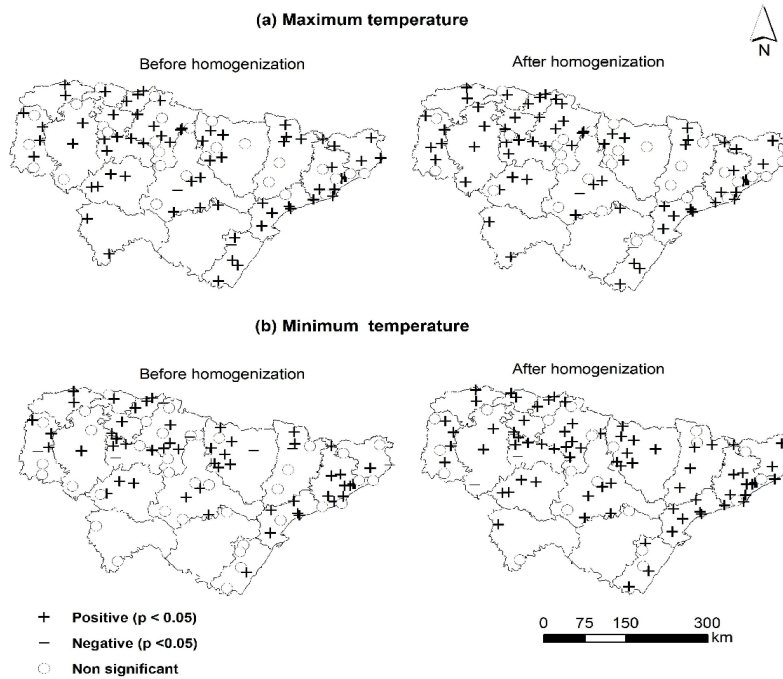 (a) Maximum temperature
N
Before homogenization
After homogenization
(b) Minimum temperature
Before homogenization
After homogenization
+ Positive (p < 0.05)
− Negative (p <0.05)
Non significant
0 75 150 300
km